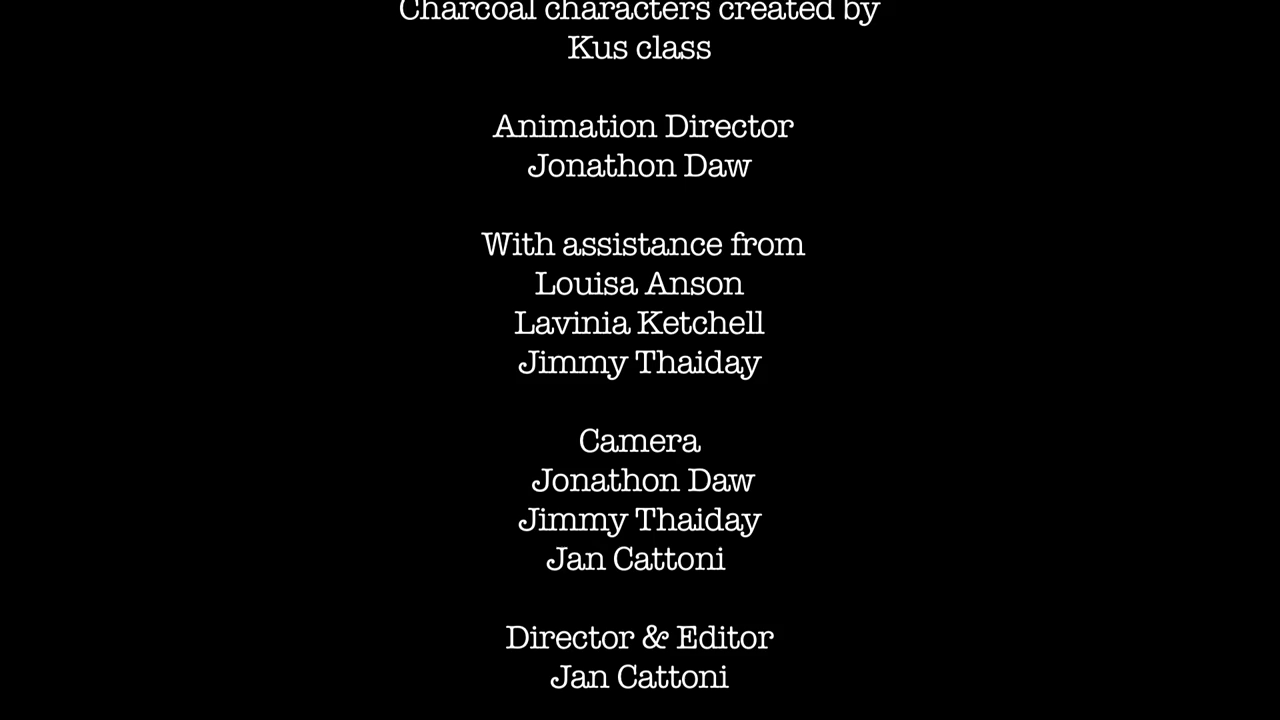 Charcoal characters created by
Kus class
Animation Director
Jonathon Daw
With assistance from
Louisa Anson
Lavinia Ketchell
Jimmy Thaiday
Camera
Jonathon Daw
Jimmy Thaiday
Jan Cattoni
Director & Editor
Jan Cattoni